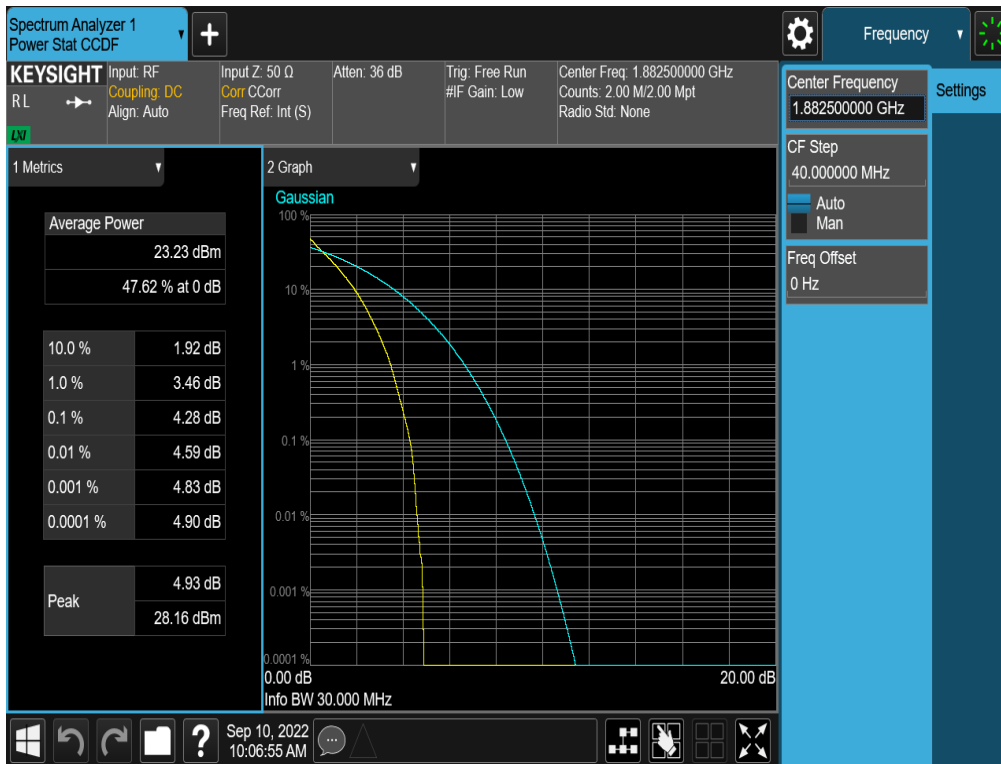 Spectrum Analyzer 1
Power Stat CCDF
▼
+
Frequency
▼
KEYSIGHT
RL
LXI
Input: RF
Coupling: DC
Align: Auto
Input Z: 50 Ω
Corr CCorr
Freq Ref: Int (S)
Atten: 36 dB
Trig: Free Run
#IF Gain: Low
Center Freq: 1.882500000 GHz
Counts: 2.00 M/2.00 Mpt
Radio Std: None
Center Frequency
1.882500000 GHz
Settings
CF Step
40.000000 MHz
Auto
Man
Freq Offset
0 Hz
1 Metrics
▼
Average Power
23.23 dBm
47.62 % at 0 dB
10.0 % 1.92 dB
1.0 % 3.46 dB
0.1 % 4.28 dB
0.01 % 4.59 dB
0.001 % 4.83 dB
0.0001 % 4.90 dB
Peak
4.93 dB
28.16 dBm
2 Graph
▼
Gaussian
100 %
10 %
1 %
0.1 %
0.01 %
0.001 %
0.0001 %
0.00 dB 20.00 dB
Info BW 30.000 MHz
?
Sep 10, 2022
10:06:55 AM